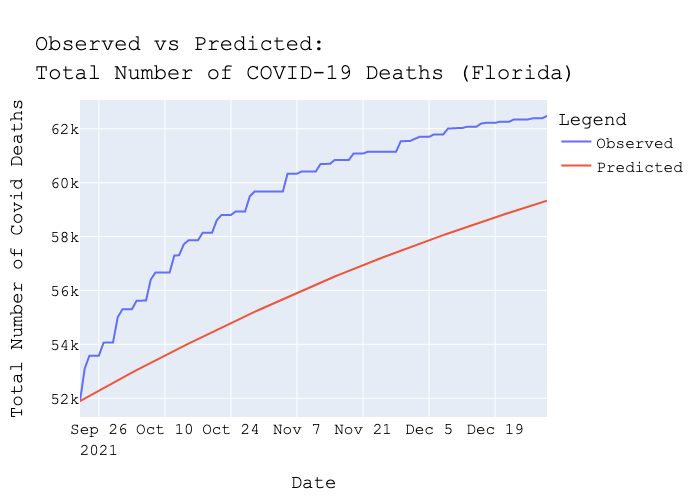 Observed vs Predicted:
Total Number of COVID-19 Deaths (Florida)
Total Number of Covid Deaths
62k
60k
58k
56k
54k
52k
Sep 26 Oct 10 Oct 24 Nov 7 Nov 21 Dec 5 Dec 19
2021
Date
Legend
Observed
Predicted